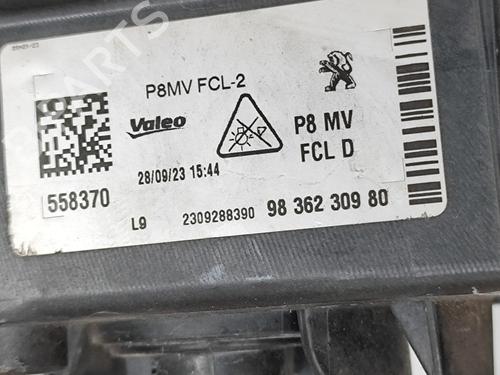 P8MV FCL-2
Valeo
P8 MV
FCL D
28/09/23 15:44
558370
L9
2309288390
98 362 309 80
PARTS